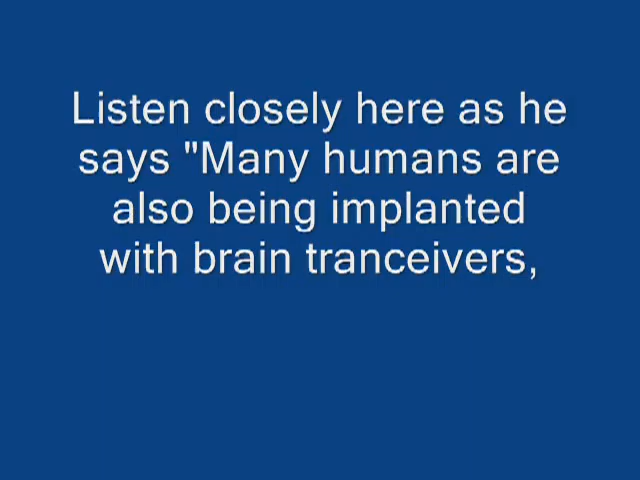 Listen closely here as he
says "Many humans are
also being implanted
with brain tranceivers,